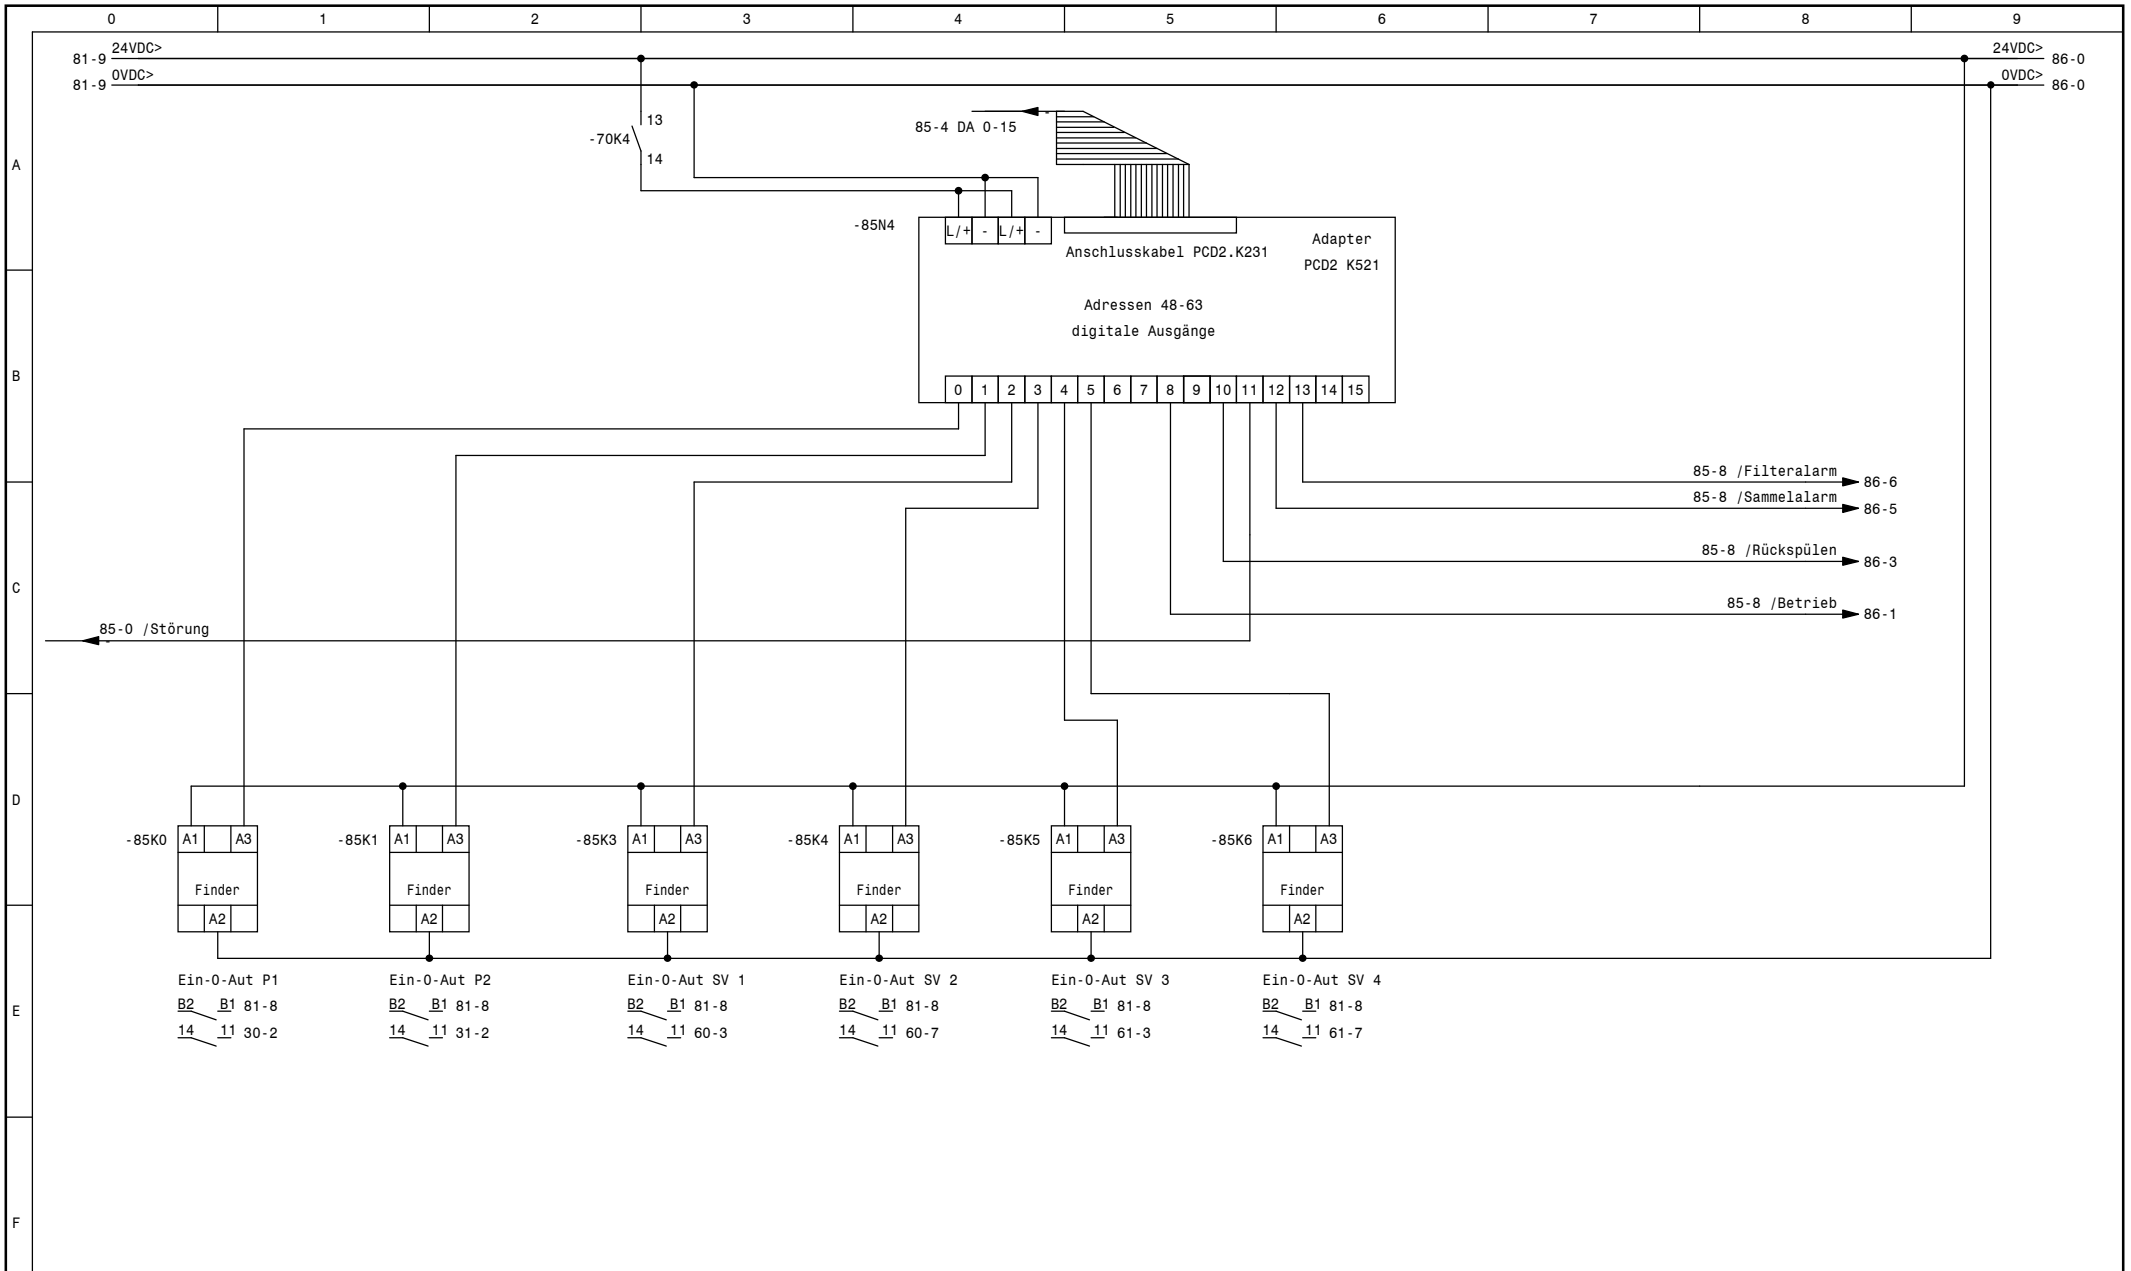 0 1 2 3 4 5 6 7 8 9
24VDC> 24VDC>
81-9 86-0
0VDC> 0VDC>
81-9 86-0
13
85-4 DA 0-15
-70K4
14
A
-85N4 L/+ - L/+ - Adapter
Anschlusskabel PCD2.K231
PCD2 K521
Adressen 48-63
digitale Ausgänge
B
0 1 2 3 4 5 6 7 8 9 10 11 12 13 14 15
85-8 /Filteralarm 86-6
85-8 /Sammelalarm 86-5
85-8 /Rückspülen 86-3
C
85-8 /Betrieb 86-1
85-0 /Störung
D
-85K0 A1 A3 -85K1 A1 A3 -85K3 A1 A3 -85K4 A1 A3 -85K5 A1 A3 -85K6 A1 A3
Finder Finder Finder Finder Finder Finder
A2 A2 A2 A2 A2 A2
Ein-0-Aut P1 Ein-0-Aut P2 Ein-0-Aut SV 1 Ein-0-Aut SV 2 Ein-0-Aut SV 3 Ein-0-Aut SV 4
E
B2 B1 81-8 B2 B1 81-8 B2 B1 81-8 B2 B1 81-8 B2 B1 81-8 B2 B1 81-8
14 11 30-2 14 11 31-2 14 11 60-3 14 11 60-7 14 11 61-3 14 11 61-7
F